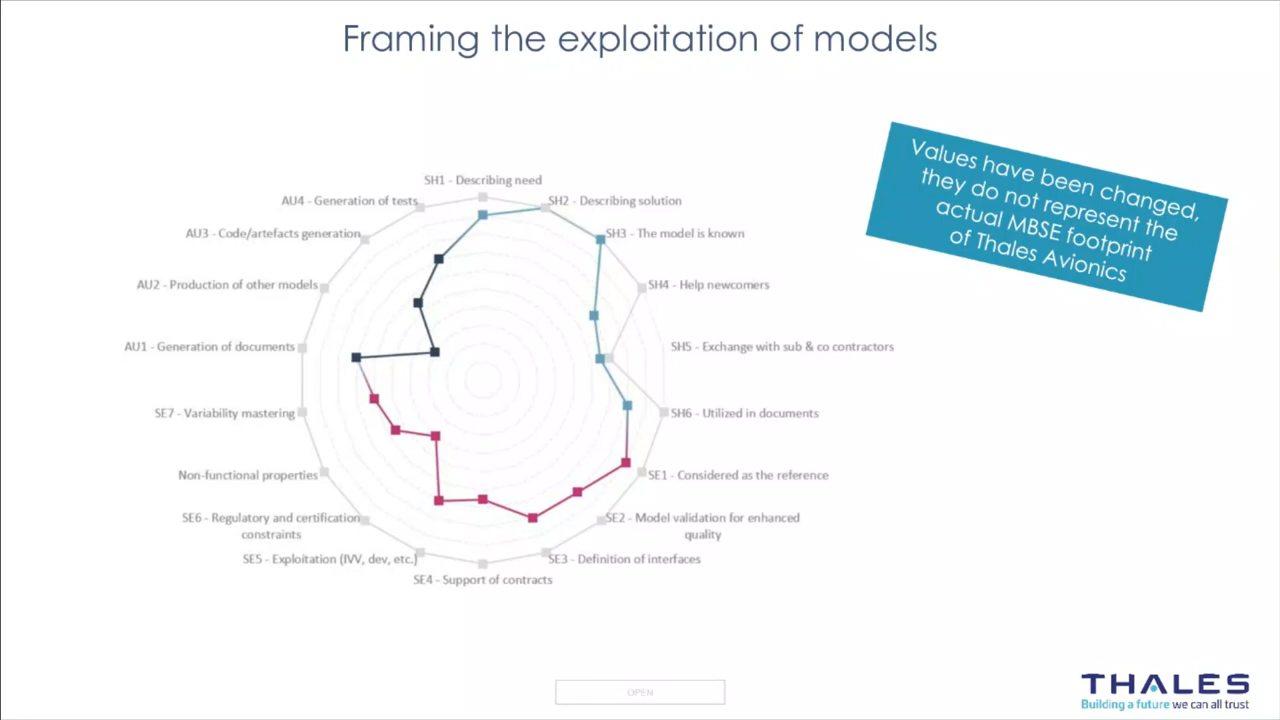 Framing the exploitation of models
Values have been changed,
they do not represent the
actual MBSE footprint
of Thales Avionics
SH1 - Describing need
SH2 - Describing solution
SH3 - The model is known
SH4 - Help newcomers
SH5 - Exchange with sub & co contractors
SH6 - Utilized in documents
SE1 - Considered as the reference
SE2 - Model validation for enhanced
quality
SE3 - Definition of interfaces
SE4 - Support of contracts
SE5 - Exploitation (IVV, dev, etc.)
SE6 - Regulatory and certification
constraints
Non-functional properties
SE7 - Variability mastering
AU1 - Generation of documents
AU2 - Production of other models
AU3 - Code/artefacts generation
AU4 - Generation of tests
OPEN
THALES
Building a future we can all trust